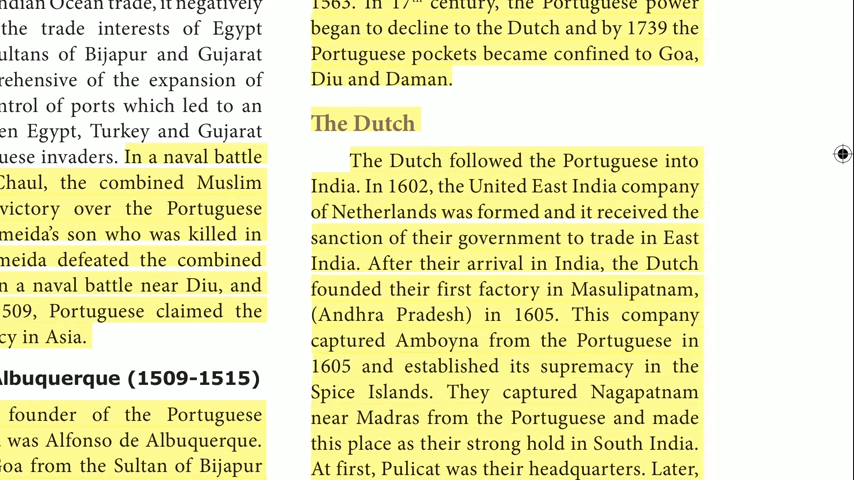 ndian Ocean trade, it negatively
the trade interests of Egypt
ultans of Bijapur and Gujarat
rehensive of the expansion of
ntrol of ports which led to an
en Egypt, Turkey and Gujarat
uese invaders. In a naval battle
Chaul, the combined Muslim
victory over the Portuguese
meida's son who was killed in
meida defeated the combined
n a naval battle near Diu, and
509, Portuguese claimed the
cy in Asia.
lbuquerque (1509-1515)
founder of the Portuguese
was Alfonso de Albuquerque.
Goa from the Sultan of Bijapur
1563. In 17th century, the Portuguese power
began to decline to the Dutch and by 1739 the
Portuguese pockets became confined to Goa,
Diu and Daman.
The Dutch
The Dutch followed the Portuguese into
India. In 1602, the United East India company
of Netherlands was formed and it received the
sanction of their government to trade in East
India. After their arrival in India, the Dutch
founded their first factory in Masulipatnam,
(Andhra Pradesh) in 1605. This company
captured Amboyna from the Portuguese in
1605 and established its supremacy in the
Spice Islands. They captured Nagapatnam
near Madras from the Portuguese and made
this place as their strong hold in South India.
At first, Pulicat was their headquarters. Later,